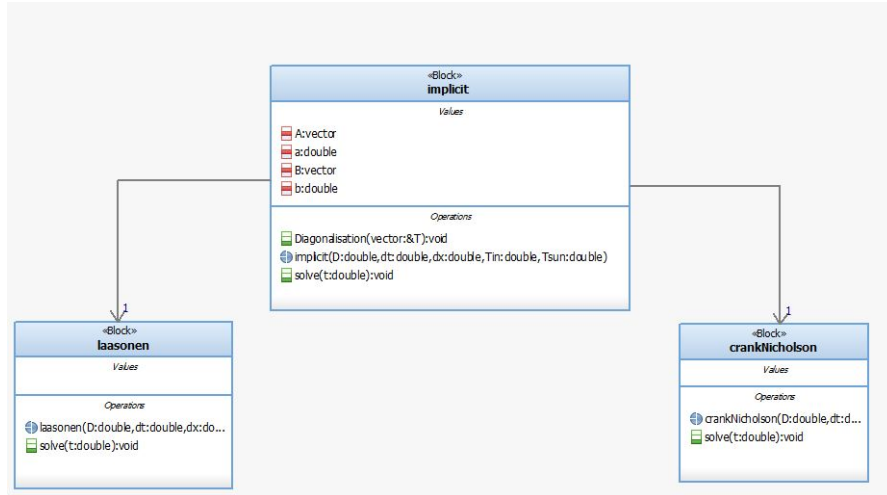 «Block»
implicit
Values
A:vector
a:double
B:vector
b:double
Operations
Diagonalisation(vector:&T):void
implicit(D:double,dt:double,dx:double,Tin:double,Tsun:double)
solve(t:double):void
1
«Block»
laasonen
Values
Operations
laasonen(D:double,dt:double,dx:do...
solve(t:double):void
1
«Block»
crankNicholson
Values
Operations
crankNicholson(D:double,dt:d...
solve(t:double):void